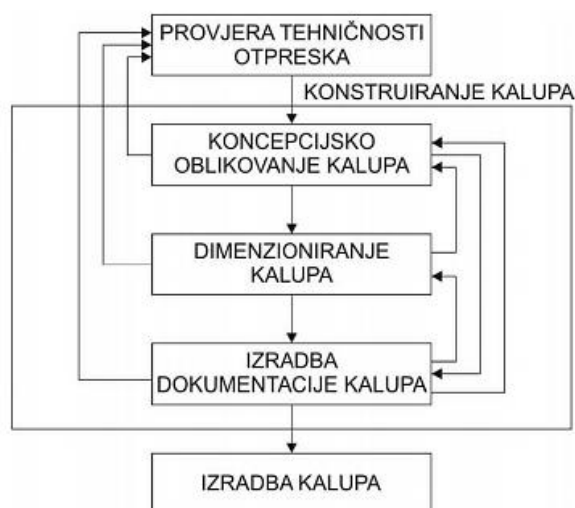 PROVJERA TEHNIČNOSTI
OTPRESKA
KONSTRUIRANJE KALUPA
KONCEPCIJSKO
OBLIKOVANJE KALUPA
DIMENZIONIRANJE
KALUPA
IZRADBA
DOKUMENTACIJE KALUPA
IZRADBA KALUPA